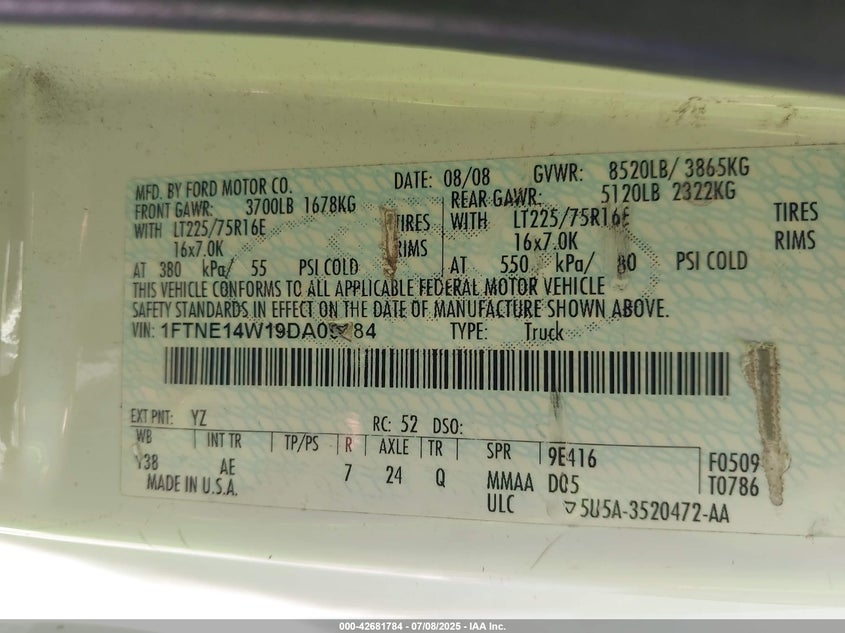 MFD. BY FORD MOTOR CO. DATE: 08/08 GVWR: 8520LB/ 3865KG
FRONT GAWR: 3700LB 1678KG REAR GAWR: 5120LB 2322KG
WITH LT225/75R16E TIRES WITH LT225/75R16E TIRES
16x7.0K RIMS 16x7.0K RIMS
AT 380 kPa/ 55 PSI COLD AT 550 kPa/ 80 PSI COLD
THIS VEHICLE CONFORMS TO ALL APPLICABLE FEDERAL MOTOR VEHICLE
SAFETY STANDARDS IN EFFECT ON THE DATE OF MANUFACTURE SHOWN ABOVE.
VIN: TYPE: Truck
EXT PNT: YZ RC: 52 DSO:
WB INT TR TP/PS R AXLE TR SPR 9E416 F0509
Y38 AE 7 24 Q MMAA D05 T0786
MADE IN U.S.A. ULC 5U5A-3520472-AA
000-42681784 / 07/08/2025 - IAA Inc.